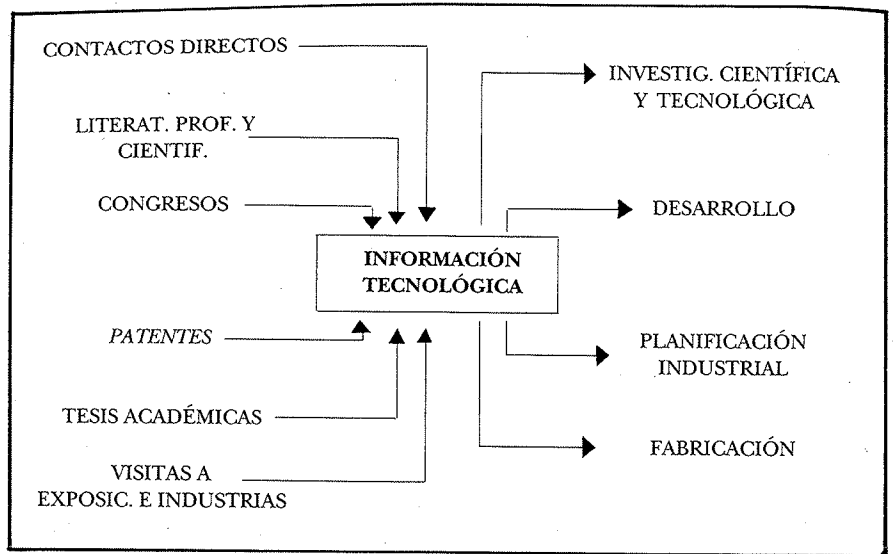 CONTACTOS DIRECTOS
LITERAT. PROF. Y
CIENTIF.
CONGRESOS
PATENTES
TESIS ACADÉMICAS
VISITAS A
EXPOSIC. E INDUSTRIAS
INFORMACIÓN
TECNOLÓGICA
INVESTIG. CIENTÍFICA
Y TECNOLÓGICA
DESARROLLO
PLANIFICACIÓN
INDUSTRIAL
FABRICACIÓN